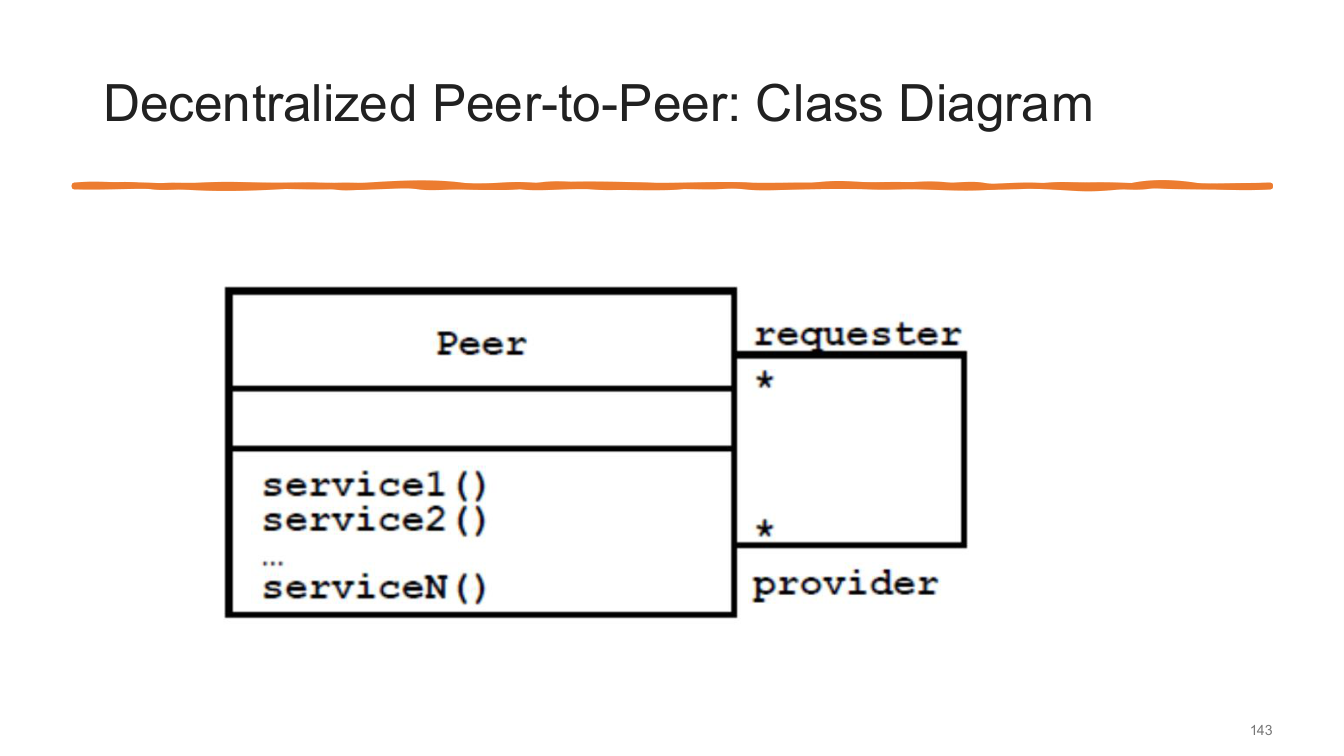 Decentralized Peer-to-Peer: Class Diagram
Peer
requester
*
service1()
service2()
...
serviceN()
*
provider
143